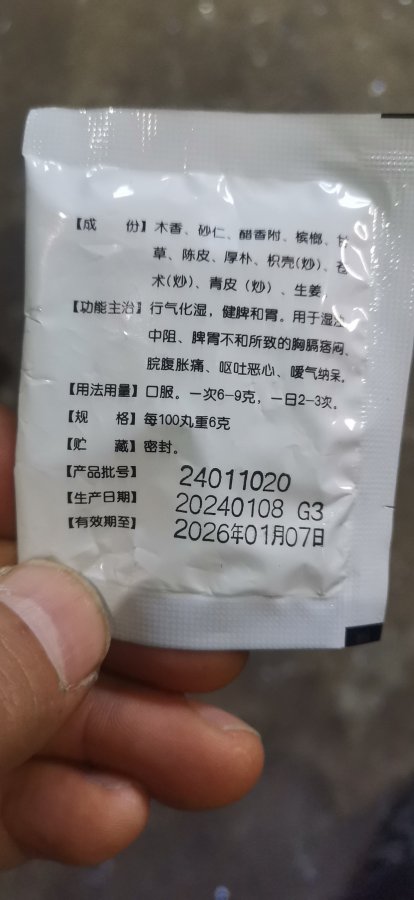 【成 份】木香、砂仁、醋香附、槟榔、甘
草、陈皮、厚朴、枳壳(炒)、苍
术(炒)、青皮（炒）、生姜
【功能主治】行气化湿，健脾和胃。用于湿浊
中阻、脾胃不和所致的胸膈痞闷、
脘腹胀痛、呕吐恶心、嗳气纳呆。
【用法用量】口服。一次6-9克，一日2-3次。
【规 格】每100丸重6克
【贮 藏】密封。
【产品批号】 24011020
【生产日期】 20240108 G3
【有效期至】 2026年01月07日